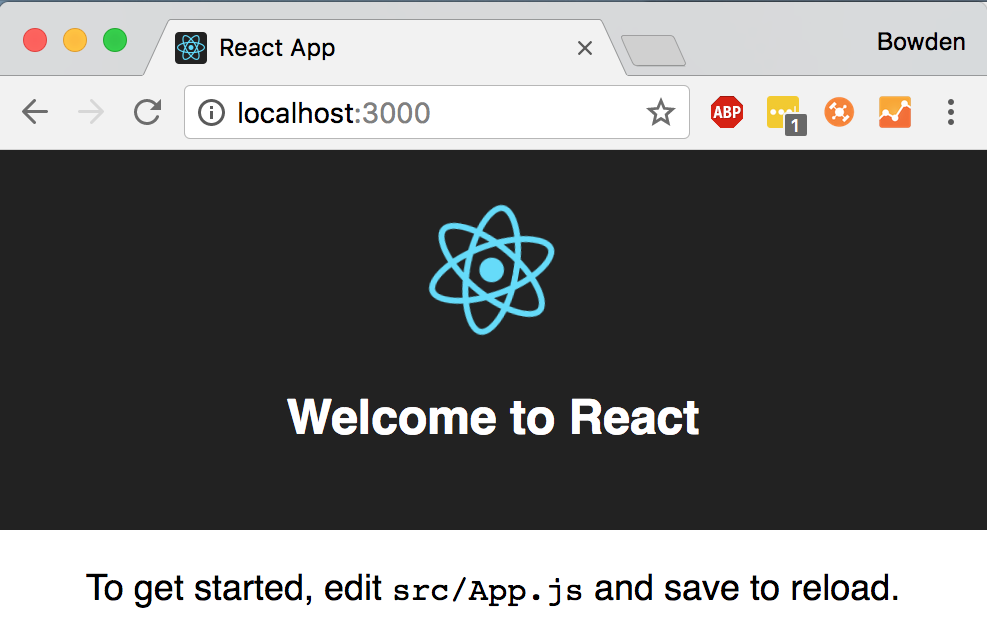 React App
Bowden
localhost:3000
ABP
1
Welcome to React
To get started, edit src/App.js and save to reload.